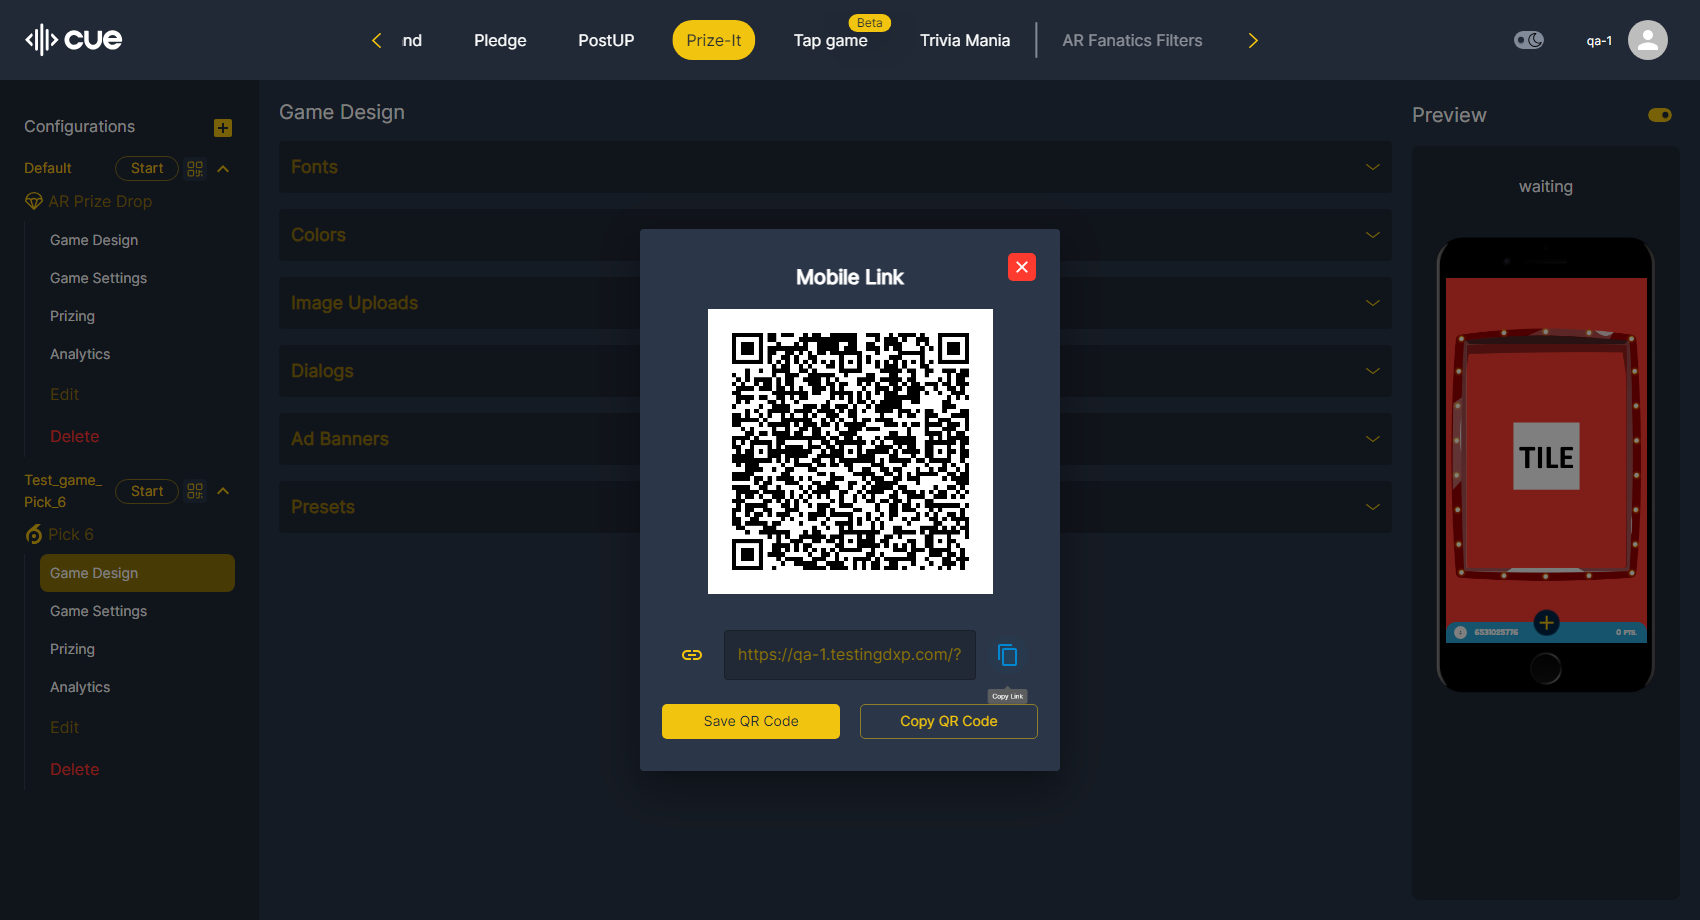 cue
nd
Pledge
PostUP
Prize-It
Beta
Tap game
Trivia Mania
AR Fanatics Filters
qa-1
Configurations
Default
Start
AR Prize Drop
Game Design
Game Settings
Prizing
Analytics
Edit
Delete
Test_game_
Pick_6
Start
Pick 6
Game Design
Game Settings
Prizing
Analytics
Edit
Delete
Game Design
Fonts
Colors
Image Uploads
Dialogs
Ad Banners
Presets
Mobile Link
https://qa-1.testingdxp.com/?
Copy Link
Save QR Code
Copy QR Code
Preview
waiting
TILE
6531025776
0 PTS.